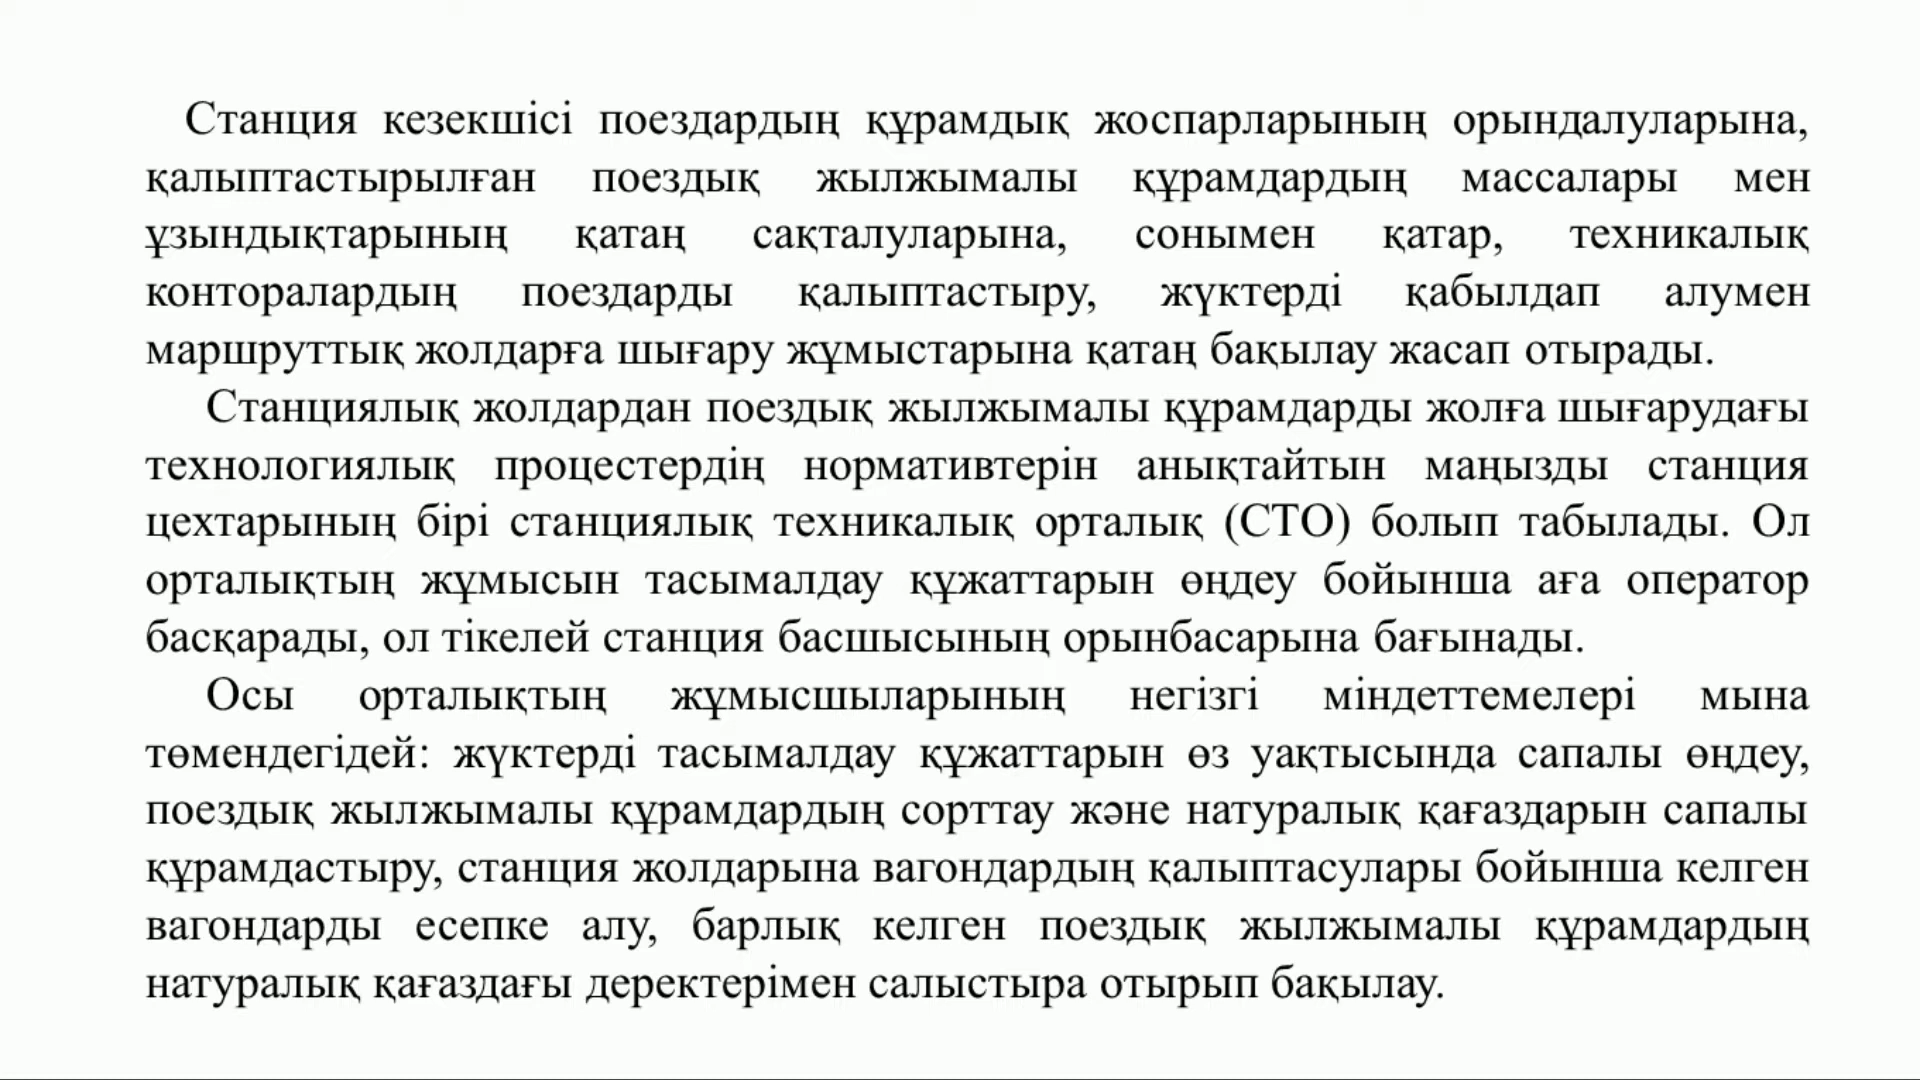 Станция кезекшісі поездардың құрамдық жоспарларының орындалуларына,
қалыптастырылған поездық жылжымалы құрамдардың массалары мен
ұзындықтарының қатаң сақталуларына, сонымен қатар, техникалық
конторалардың поездарды қалыптастыру, жүктерді қабылдап алумен
маршруттық жолдарға шығару жұмыстарына қатаң бақылау жасап отырады.
Станциялық жолдардан поездық жылжымалы құрамдарды жолға шығарудағы
технологиялық процестердің нормативтерін анықтайтын маңызды станция
цехтарының бірі станциялық техникалық орталық (СТО) болып табылады. Ол
орталықтың жұмысын тасымалдау құжаттарын өңдеу бойынша аға оператор
басқарады, ол тікелей станция басшысының орынбасарына бағынады.
Осы орталықтың жұмысшыларының негізгі міндеттемелері мына
төмендегідей: жүктерді тасымалдау құжаттарын өз уақтысында сапалы өңдеу,
поездық жылжымалы құрамдардың сорттау және натуралық қағаздарын сапалы
құрамдастыру, станция жолдарына вагондардың қалыптасулары бойынша келген
вагондарды есепке алу, барлық келген поездық жылжымалы құрамдардың
натуралық қағаздағы деректерімен салыстыра отырып бақылау.